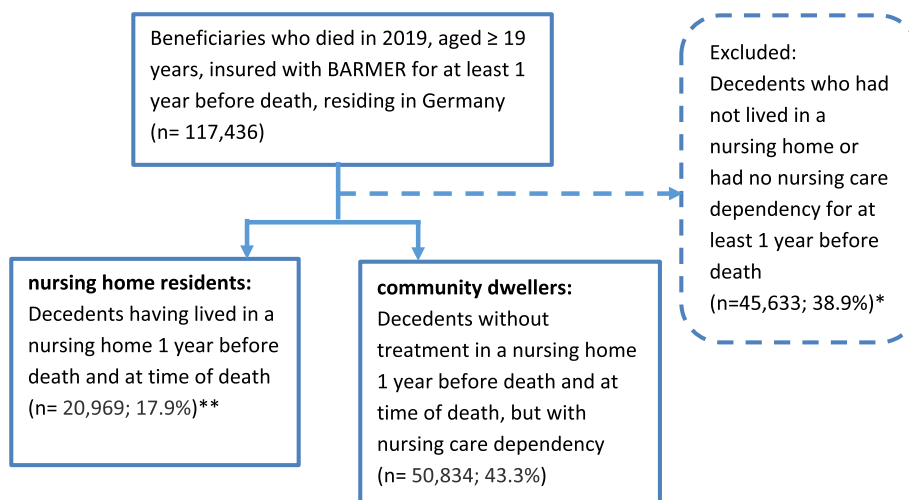 Beneficiaries who died in 2019, aged ≥ 19
years, insured with BARMER for at least 1
year before death, residing in Germany
(n= 117,436)
Excluded:
Decedents who had
not lived in a
nursing home or
had no nursing care
dependency for at
least 1 year before
death
(n=45,633; 38.9%)*
nursing home residents:
Decedents having lived in a
nursing home 1 year before
death and at time of death
(n= 20,969; 17.9%)**
community dwellers:
Decedents without
treatment in a nursing home
1 year before death and at
time of death, but with
nursing care dependency
(n= 50,834; 43.3%)